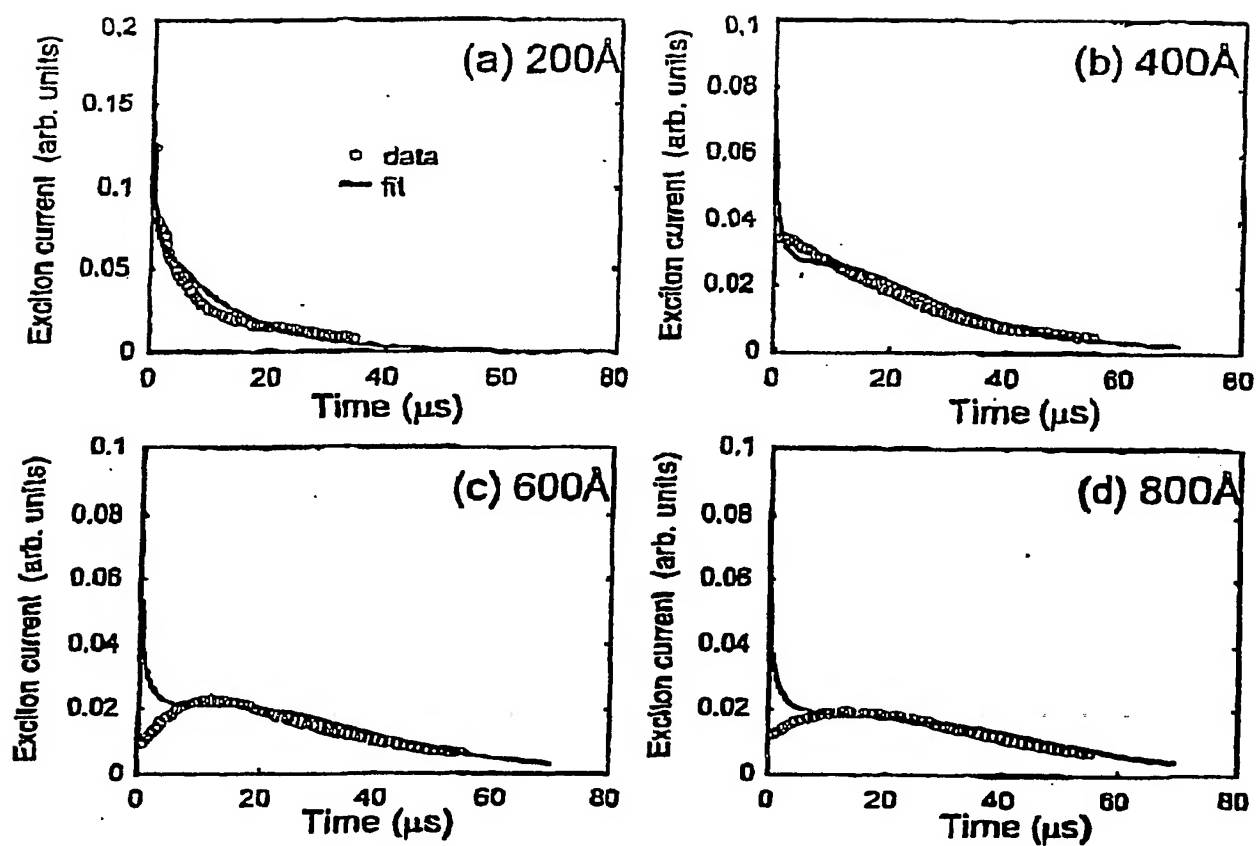 (a) 200Å
Exciton current (arb. units)
0.2
0.15
0.1
0.05
0
data
fit
0 20 40 60 80
Time (µs)
(b) 400Å
Exciton current (arb. units)
0.1
0.08
0.06
0.04
0.02
0
0 20 40 60 80
Time (µs)
(c) 600Å
Exciton current (arb. units)
0.1
0.08
0.06
0.04
0.02
0
0 20 40 60 80
Time (µs)
(d) 800Å
Exciton current (arb. units)
0.1
0.08
0.06
0.04
0.02
0
0 20 40 60 80
Time (µs)